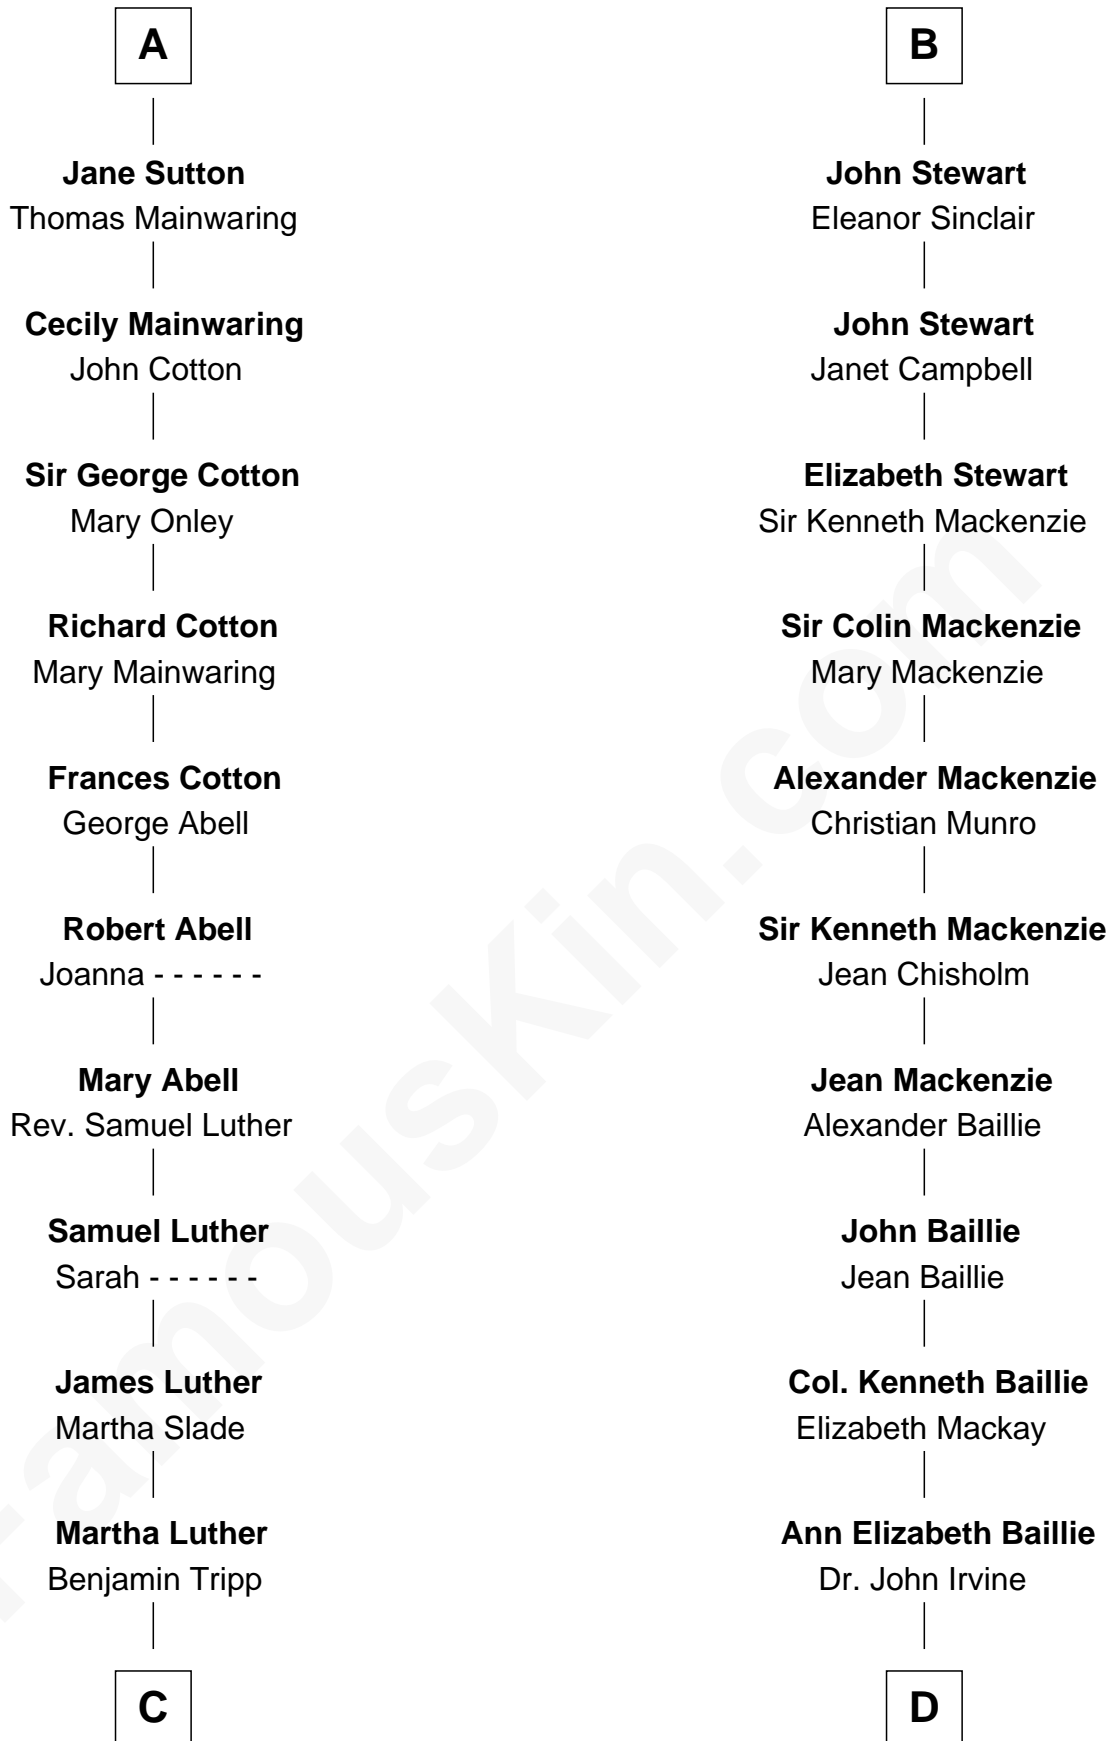 A
Jane Sutton
Thomas Mainwaring
Cecily Mainwaring
John Cotton
Sir George Cotton
Mary Onley
Richard Cotton
Mary Mainwaring
Frances Cotton
George Abell
Robert Abell
Joanna - - - - - -
Mary Abell
Rev. Samuel Luther
Samuel Luther
Sarah - - - - - -
James Luther
Martha Slade
Martha Luther
Benjamin Tripp
C
B
John Stewart
Eleanor Sinclair
John Stewart
Janet Campbell
Elizabeth Stewart
Sir Kenneth Mackenzie
Sir Colin Mackenzie
Mary Mackenzie
Alexander Mackenzie
Christian Munro
Sir Kenneth Mackenzie
Jean Chisholm
Jean Mackenzie
Alexander Baillie
John Baillie
Jean Baillie
Col. Kenneth Baillie
Elizabeth Mackay
Ann Elizabeth Baillie
Dr. John Irvine
D
FamousKin.com